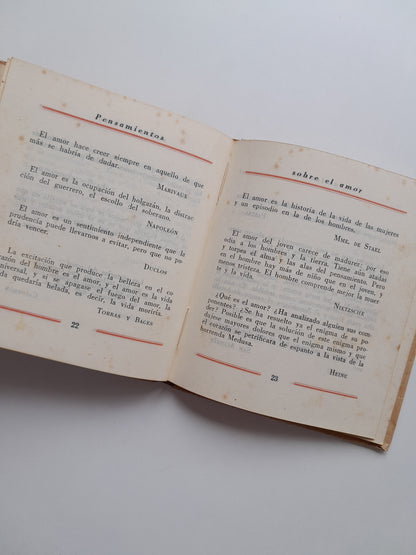 Pensamientos
El amor hace creer siempre en aquello de que
más se habría de dudar.
MARIVAUX
El amor es la ocupación del holgazán, la distrac
ción del guerrero, el escollo del soberano.
NAPOLEÓN
El amor es un sentimiento independiente que la
prudencia puede llevarnos a evitar, pero que no po
dría vencer.
DUCLOS
La excitación que produce la belleza en el co
razón del hombre es el amor, y el amor es la vida
universal, y si se apagase el fuego del amor, la
quedaría helada, es decir, la vida moriría.
TORRAS Y BAGES
22
sobre el amor
El amor es la historia de la vida de las mujeres
y un episodio en la de los hombres.
MME. DE STAEL
El amor del joven carece de madurez; por eso
odia a los hombres y a la tierra. Tiene aún atadas
y torpes el alma y las alas del pensamiento. Pero
en el hombre hay más de niño que en el joven, y
menos tristeza. El hombre comprende mejor la muer
te y la vida.
NIETZSCHE
¿Qué es el amor? ¿Ha analizado alguien sus com
ponentes? ¿Se ha resuelto ya el enigma de su po
der? Posible es que la solución de este enigma pro
dujese mayores dolores que el enigma mismo y que
el corazón se petrificara de espanto a la vista de la
horrenda Medusa.
HEINE
23